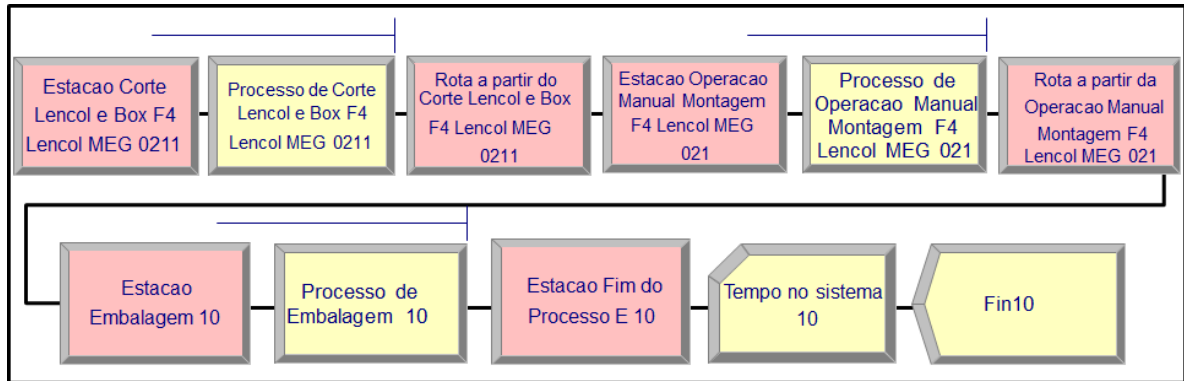 Estacao Corte
Lencol e Box F4
Lencol MEG 0211
Processo de Corte
Lencol e Box F4
Lencol MEG 0211
Rota a partir do
Corte Lencol e Box
F4 Lencol MEG
0211
Estacao Operacao
Manual Montagem
F4 Lencol MEG
021
Processo de
Operacao Manual
Montagem F4
Lencol MEG 021
Rota a partir da
Operacao Manual
Montagem F4
Lencol MEG 021
Estacao
Embalagem 10
Processo de
Embalagem 10
Estacao Fim do
Processo E 10
Tempo no sistema
10
Fin10